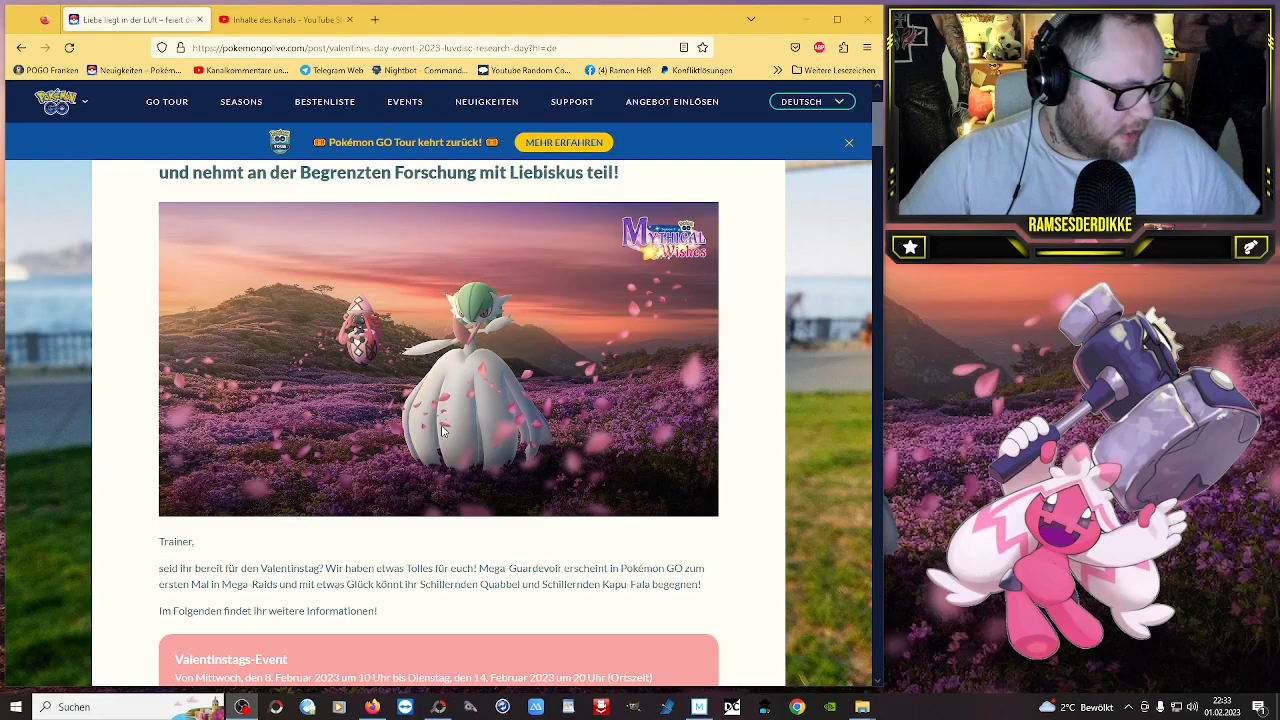 Liebe liegt in der Luft – feiert de
Inhalte des Kanals - YouTube St
https://pokemongolive.com/post/valentines-day-event-2023-luvdisc-research-day?hl=de
POGO Franken
Neuigkeiten – Pokém...
Kanalkommentare un...
Telegram Web
Nightbot - Command...
Youtube Random Co...
(4) Ramon Heß
Konfliktlösungen
Weitere Lesezeichen
POKÉMON GO
GO TOUR
SEASONS
BESTENLISTE
EVENTS
NEUIGKEITEN
SUPPORT
ANGEBOT EINLÖSEN
DEUTSCH
Pokémon GO Tour kehrt zurück!
MEHR ERFAHREN
und nehmt an der Begrenzten Forschung mit Liebiskus teil!
Mythical
Wishes
RAMSESDERDIKKE
Trainer,
seid ihr bereit für den Valentinstag? Wir haben etwas Tolles für euch! Mega-Guardevoir erscheint in Pokémon GO zum
ersten Mal in Mega-Raids und mit etwas Glück könnt ihr Schillernden Quabbel und Schillernden Kapu-Fala begegnen!
Im Folgenden findet ihr weitere Informationen!
Valentinstags-Event
Von Mittwoch, den 8. Februar 2023 um 10 Uhr bis Dienstag, den 14. Februar 2023 um 20 Uhr (Ortszeit)
Suchen
2°C Bewölkt
22:33
01.02.2023